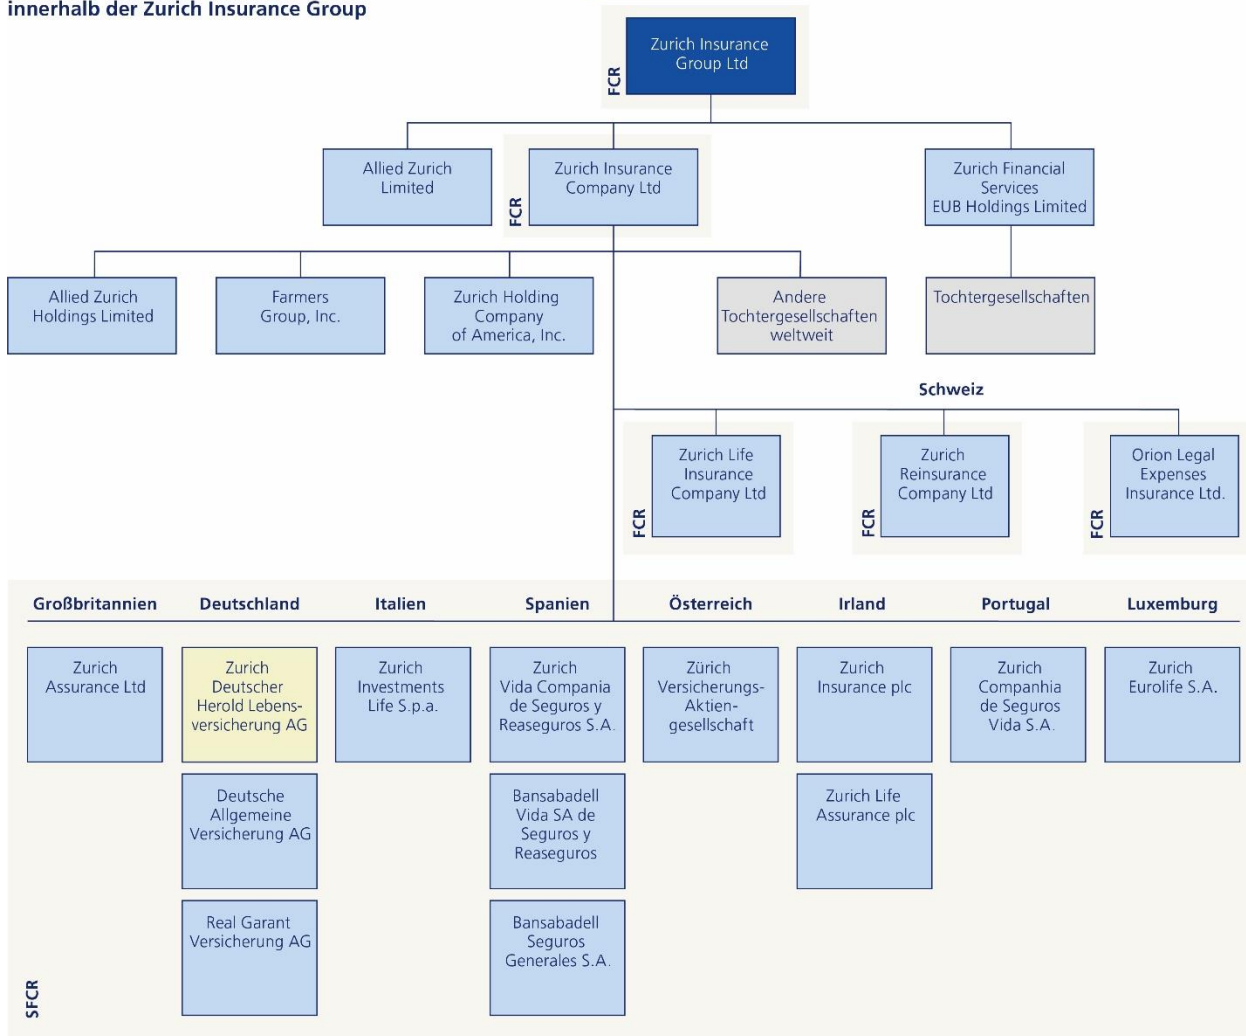 innerhalb der Zurich Insurance Group
Zurich Insurance
Group Ltd
FCR
Allied Zurich
Limited
Zurich Insurance
Company Ltd
FCR
Zurich Financial
Services
EUB Holdings Limited
Allied Zurich
Holdings Limited
Farmers
Group, Inc.
Zurich Holding
Company
of America, Inc.
Andere
Tochtergesellschaften
weltweit
Tochtergesellschaften
Schweiz
Zurich Life
Insurance
Company Ltd
FCR
Zurich
Reinsurance
Company Ltd
FCR
Orion Legal
Expenses
Insurance Ltd.
FCR
Großbritannien
Deutschland
Italien
Spanien
Österreich
Irland
Portugal
Luxemburg
Zurich
Assurance Ltd
Zurich
Deutscher
Herold Lebens-
versicherung AG
Zurich
Investments
Life S.p.a.
Zurich
Vida Compania
de Seguros y
Reaseguros S.A.
Zürich
Versicherungs-
Aktien-
gesellschaft
Zurich
Insurance plc
Zurich
Companhia
de Seguros
Vida S.A.
Zurich
Eurolife S.A.
Deutsche
Allgemeine
Versicherung AG
Bansabadell
Vida SA de
Seguros y
Reaseguros
Zurich Life
Assurance plc
Real Garant
Versicherung AG
Bansabadell
Seguros
Generales S.A.
SFCR